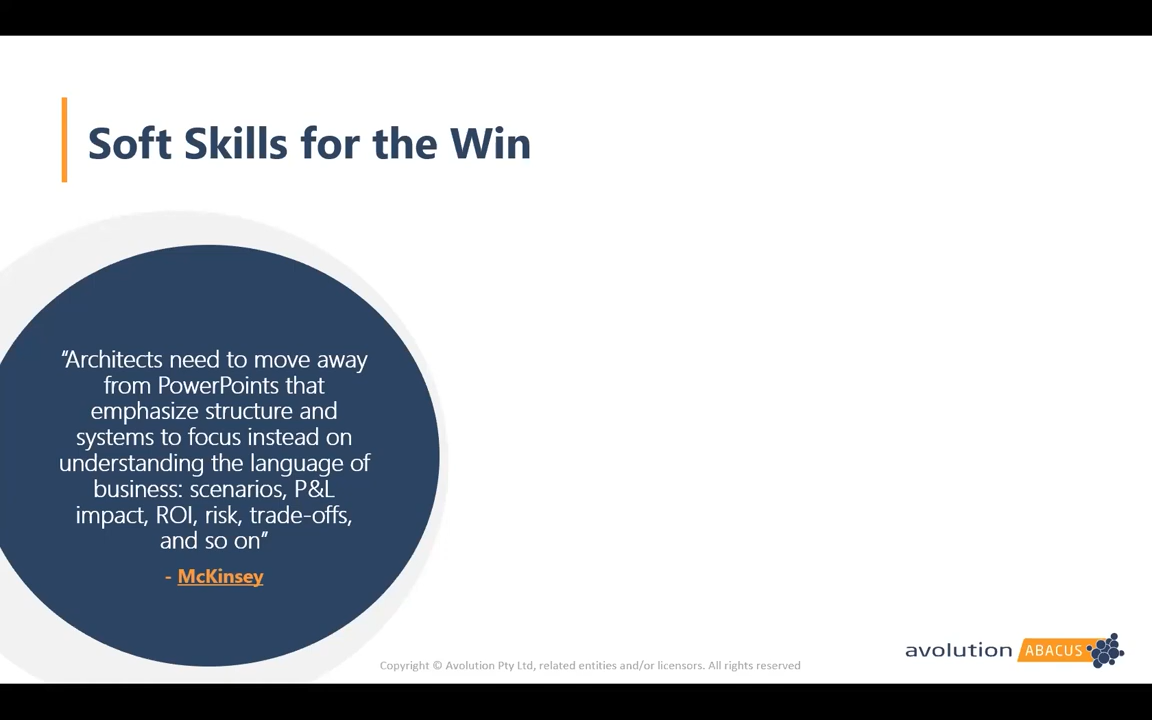 Soft Skills for the Win
“Architects need to move away
from PowerPoints that
emphasize structure and
systems to focus instead on
understanding the language of
business: scenarios, P&L
impact, ROI, risk, trade-offs,
and so on”
- McKinsey
Copyright © Avolution Pty Ltd, related entities and/or licensors. All rights reserved
avolution ABACUS